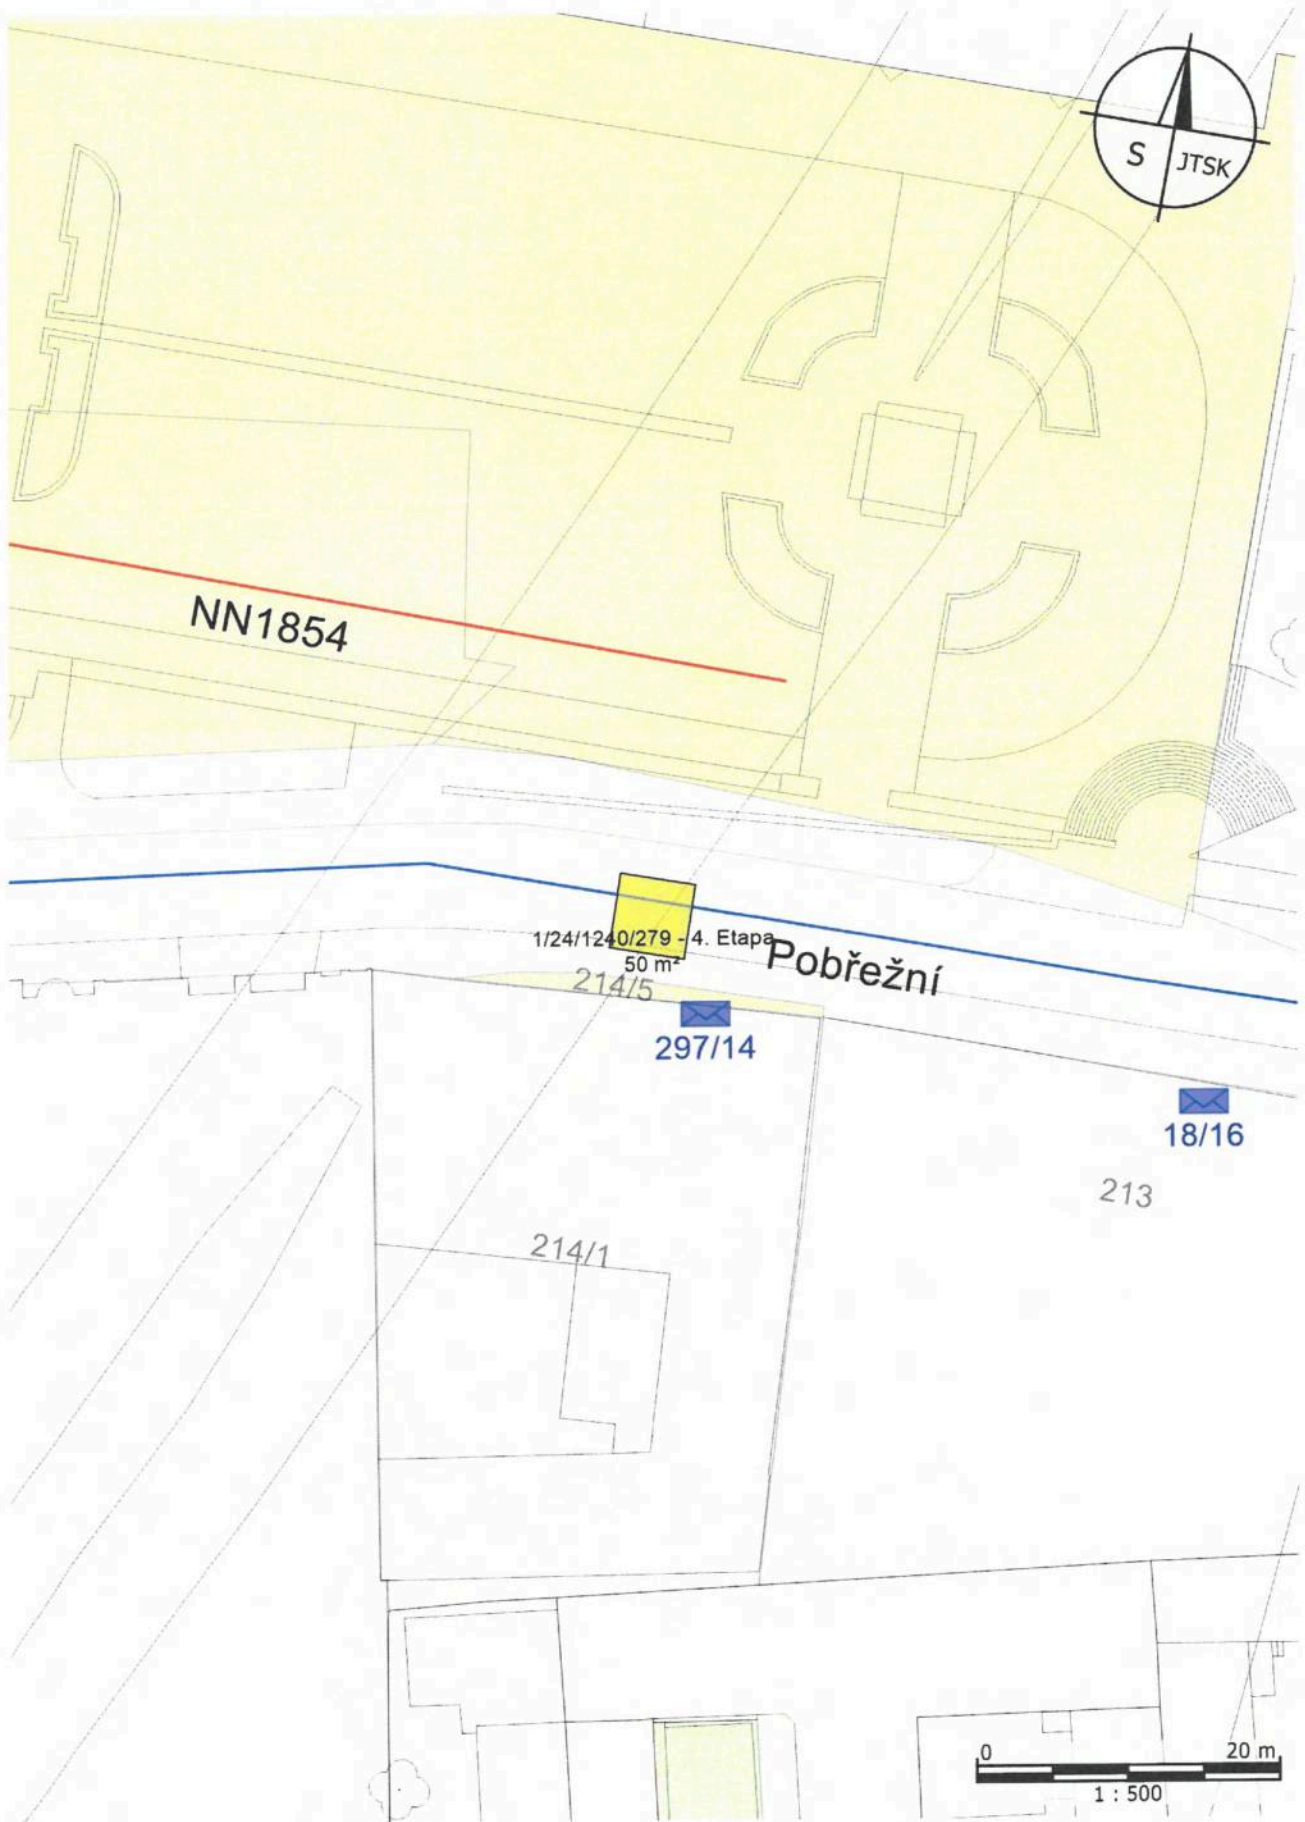 S JTSK
NN1854
1/24/1240/279 - 4. Etapa
50 m²
Pobřežní
214/5
297/14
18/16
213
214/1
0 20 m
1 : 500